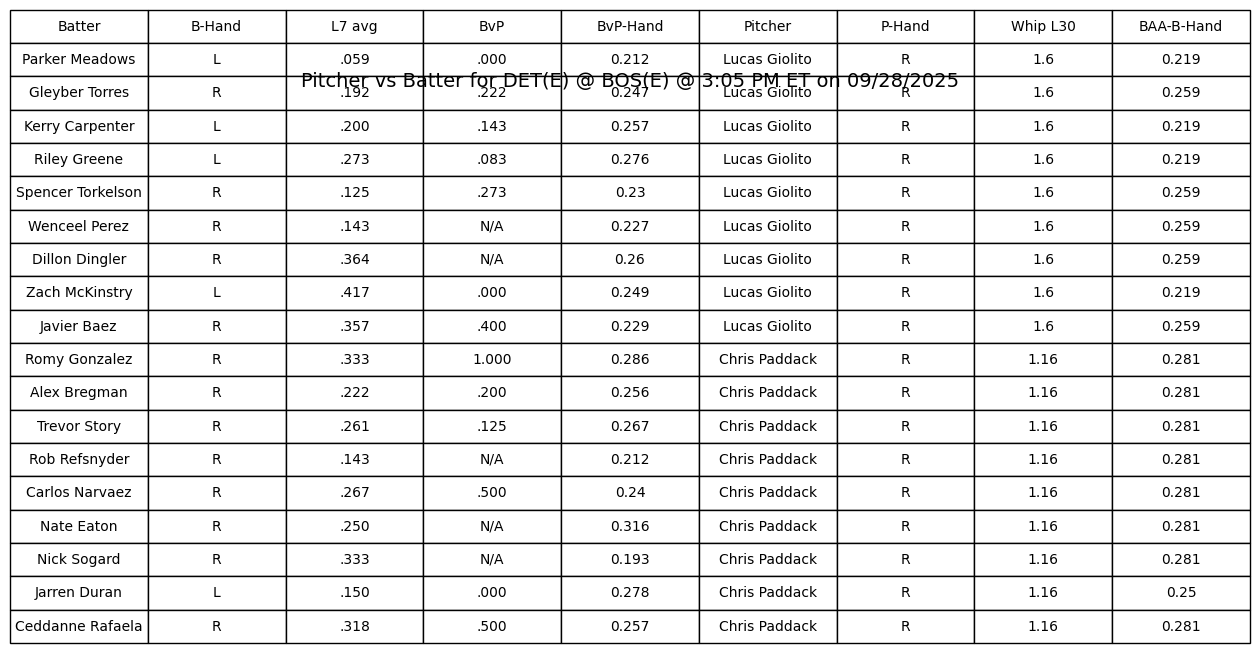 Batter B-Hand L7 avg BvP BvP-Hand Pitcher P-Hand Whip L30 BAA-B-Hand
Parker Meadows L .059 .000 0.212 Lucas Giolito R 1.6 0.219
Pitcher vs Batter for DET(E) @ BOS(E) @ 3:05 PM ET on 09/28/2025
Gleyber Torres R .192 .222 0.247 Lucas Giolito R 1.6 0.259
Kerry Carpenter L .200 .143 0.257 Lucas Giolito R 1.6 0.219
Riley Greene L .273 .083 0.276 Lucas Giolito R 1.6 0.219
Spencer Torkelson R .125 .273 0.23 Lucas Giolito R 1.6 0.259
Wenceel Perez R .143 N/A 0.227 Lucas Giolito R 1.6 0.259
Dillon Dingler R .364 N/A 0.26 Lucas Giolito R 1.6 0.259
Zach McKinstry L .417 .000 0.249 Lucas Giolito R 1.6 0.219
Javier Baez R .357 .400 0.229 Lucas Giolito R 1.6 0.259
Romy Gonzalez R .333 1.000 0.286 Chris Paddack R 1.16 0.281
Alex Bregman R .222 .200 0.256 Chris Paddack R 1.16 0.281
Trevor Story R .261 .125 0.267 Chris Paddack R 1.16 0.281
Rob Refsnyder R .143 N/A 0.212 Chris Paddack R 1.16 0.281
Carlos Narvaez R .267 .500 0.24 Chris Paddack R 1.16 0.281
Nate Eaton R .250 N/A 0.316 Chris Paddack R 1.16 0.281
Nick Sogard R .333 N/A 0.193 Chris Paddack R 1.16 0.281
Jarren Duran L .150 .000 0.278 Chris Paddack R 1.16 0.25
Ceddanne Rafaela R .318 .500 0.257 Chris Paddack R 1.16 0.281